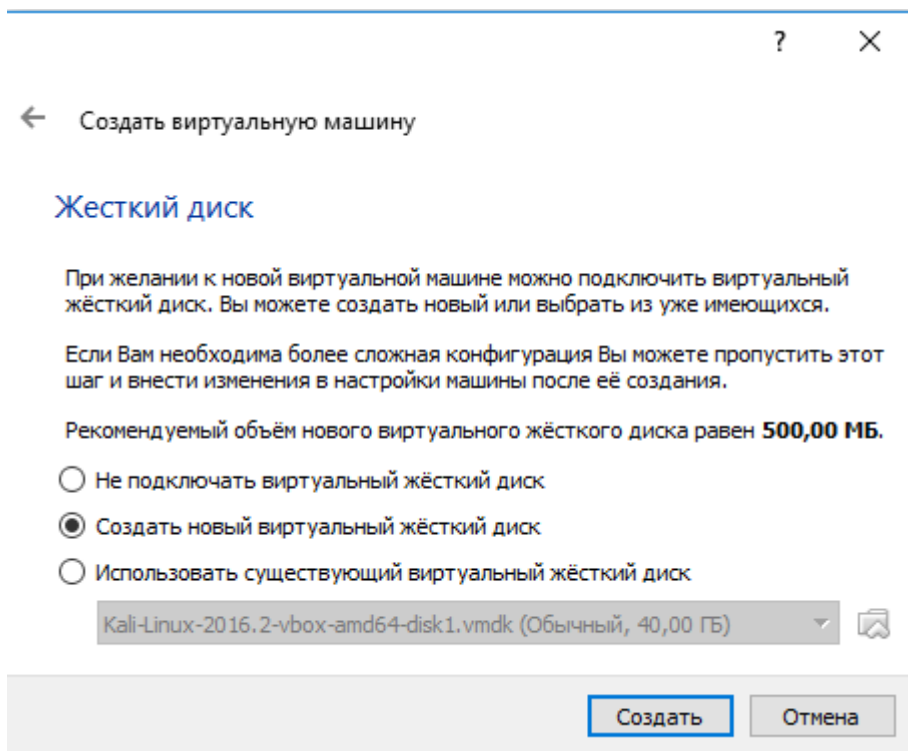 ?
Создать виртуальную машину
Жесткий диск
При желании к новой виртуальной машине можно подключить виртуальный
жёсткий диск. Вы можете создать новый или выбрать из уже имеющихся.
Если Вам необходима более сложная конфигурация Вы можете пропустить этот
шаг и внести изменения в настройки машины после её создания.
Рекомендуемый объём нового виртуального жёсткого диска равен 500,00 МБ.
Не подключать виртуальный жёсткий диск
Создать новый виртуальный жёсткий диск
Использовать существующий виртуальный жёсткий диск
Kali-Linux-2016.2-vbox-amd64-disk1.vmdk (Обычный, 40,00 ГБ)
Создать Отмена